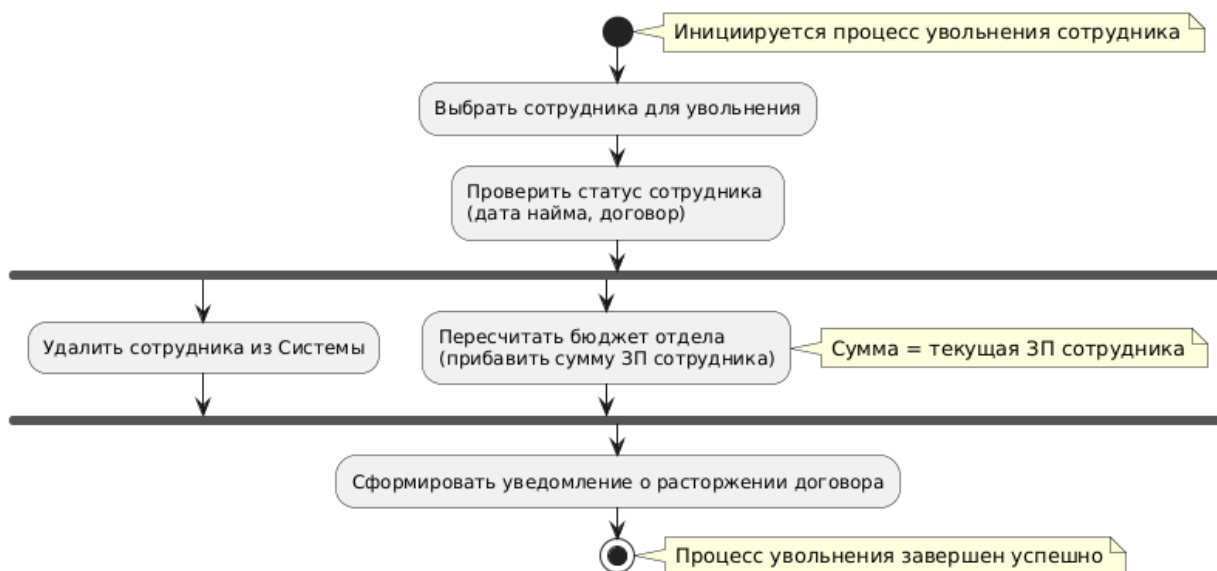 Инициируется процесс увольнения сотрудника
Выбрать сотрудника для увольнения
Проверить статус сотрудника
(дата найма, договор)
Удалить сотрудника из Системы
Пересчитать бюджет отдела
(прибавить сумму ЗП сотрудника)
Сумма = текущая ЗП сотрудника
Сформировать уведомление о расторжении договора
Процесс увольнения завершен успешно